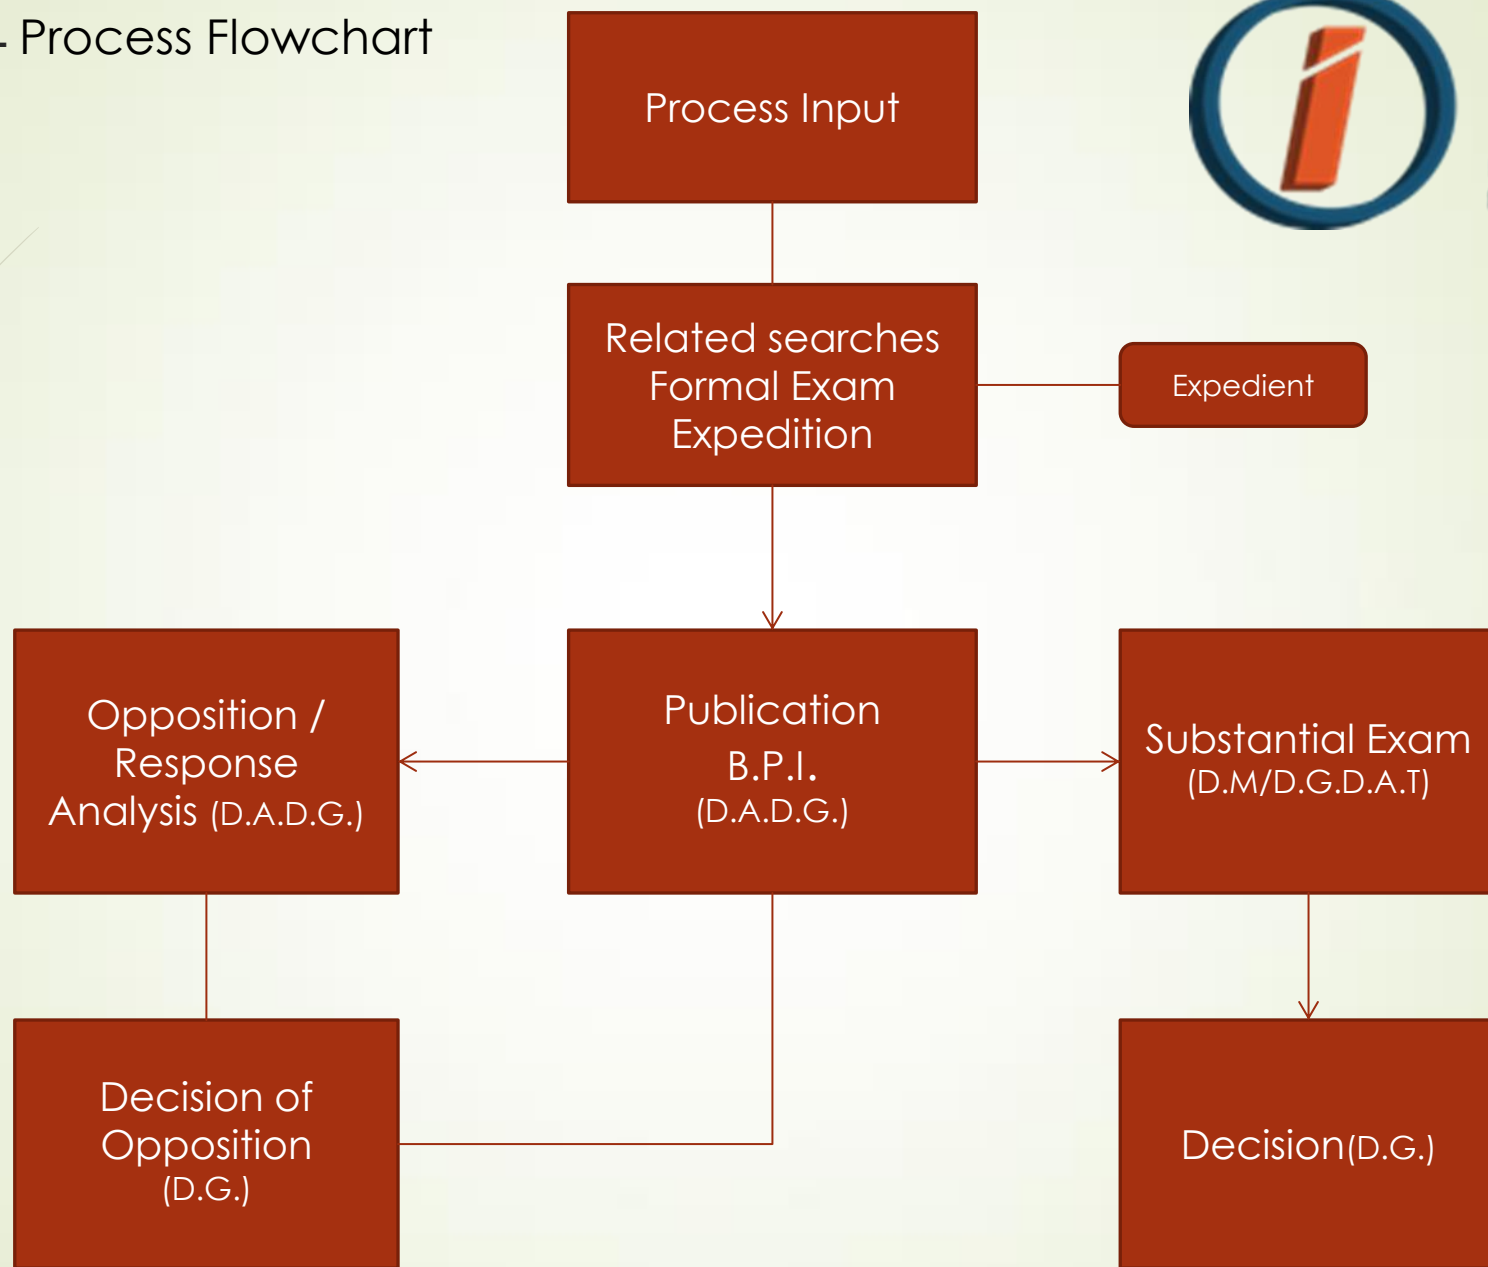 - Process Flowchart
Process Input
Related searches
Formal Exam
Expedition
Expedient
Opposition /
Response
Analysis (D.A.D.G.)
Publication
B.P.I.
(D.A.D.G.)
Substantial Exam
(D.M/D.G.D.A.T)
Decision of
Opposition
(D.G.)
Decision(D.G.)